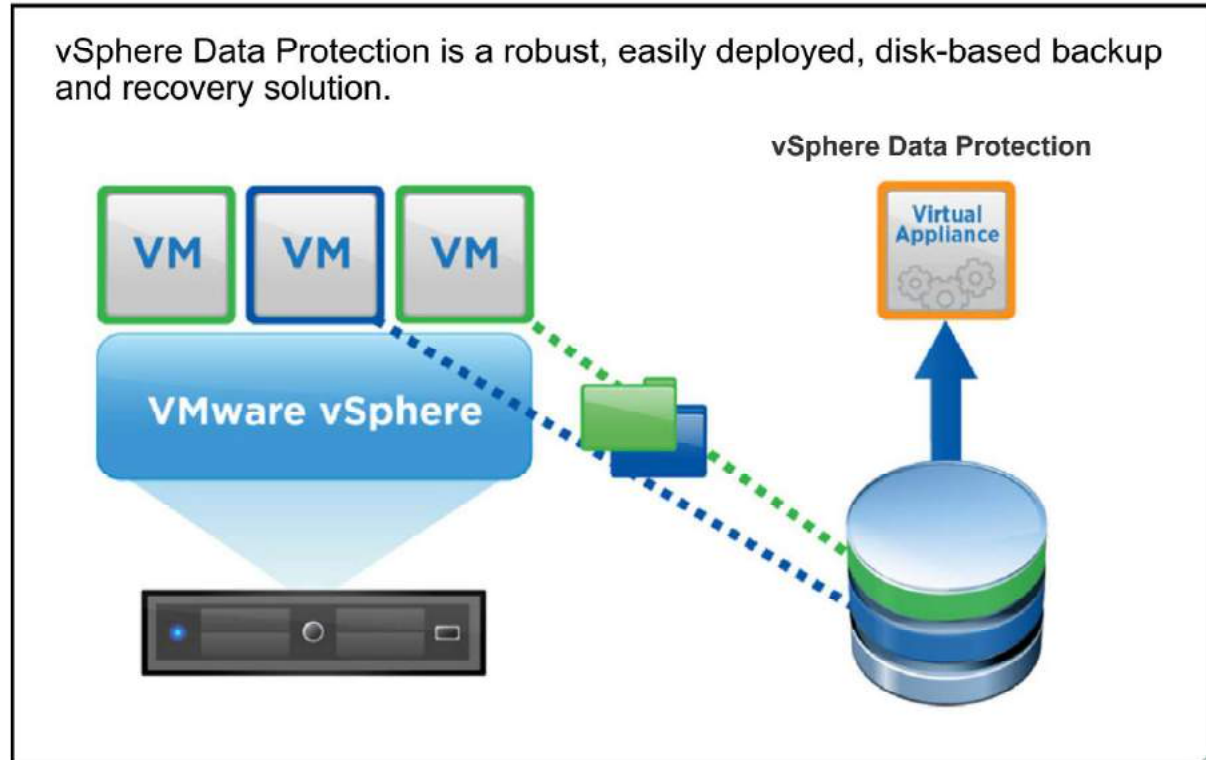 vSphere Data Protection is a robust, easily deployed, disk-based backup
and recovery solution.
vSphere Data Protection
Virtual
Appliance
VM
VM
VM
VMware vSphere